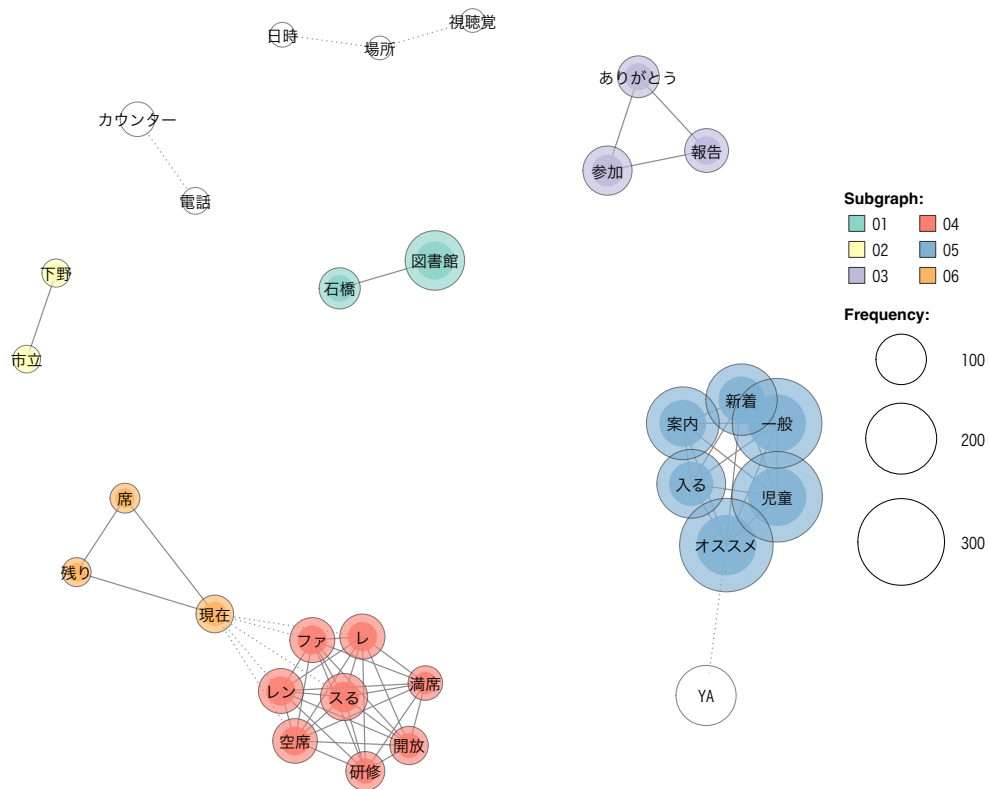 視聴覚
日時
場所
ありがとう
カウンター
報告
参加
電話
Subgraph:
01
04
02
05
03
06
図書館
下野
石橋
Frequency:
100
200
300
市立
新着
案内
一般
入る
児童
席
オススメ
残り
現在
ファ
レ
満席
レン
スる
YA
空席
開放
研修